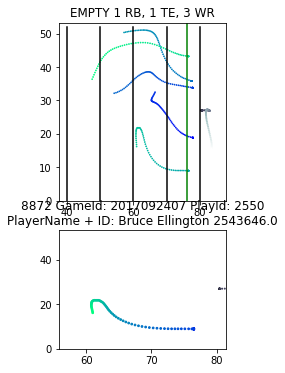 EMPTY 1 RB, 1 TE, 3 WR
50
40
30
20
10
0
40 60 80
8872 GameId: 2017092407 PlayId: 2550
PlayerName + ID: Bruce Ellington 2543646.0
40
20
0
60 70 80